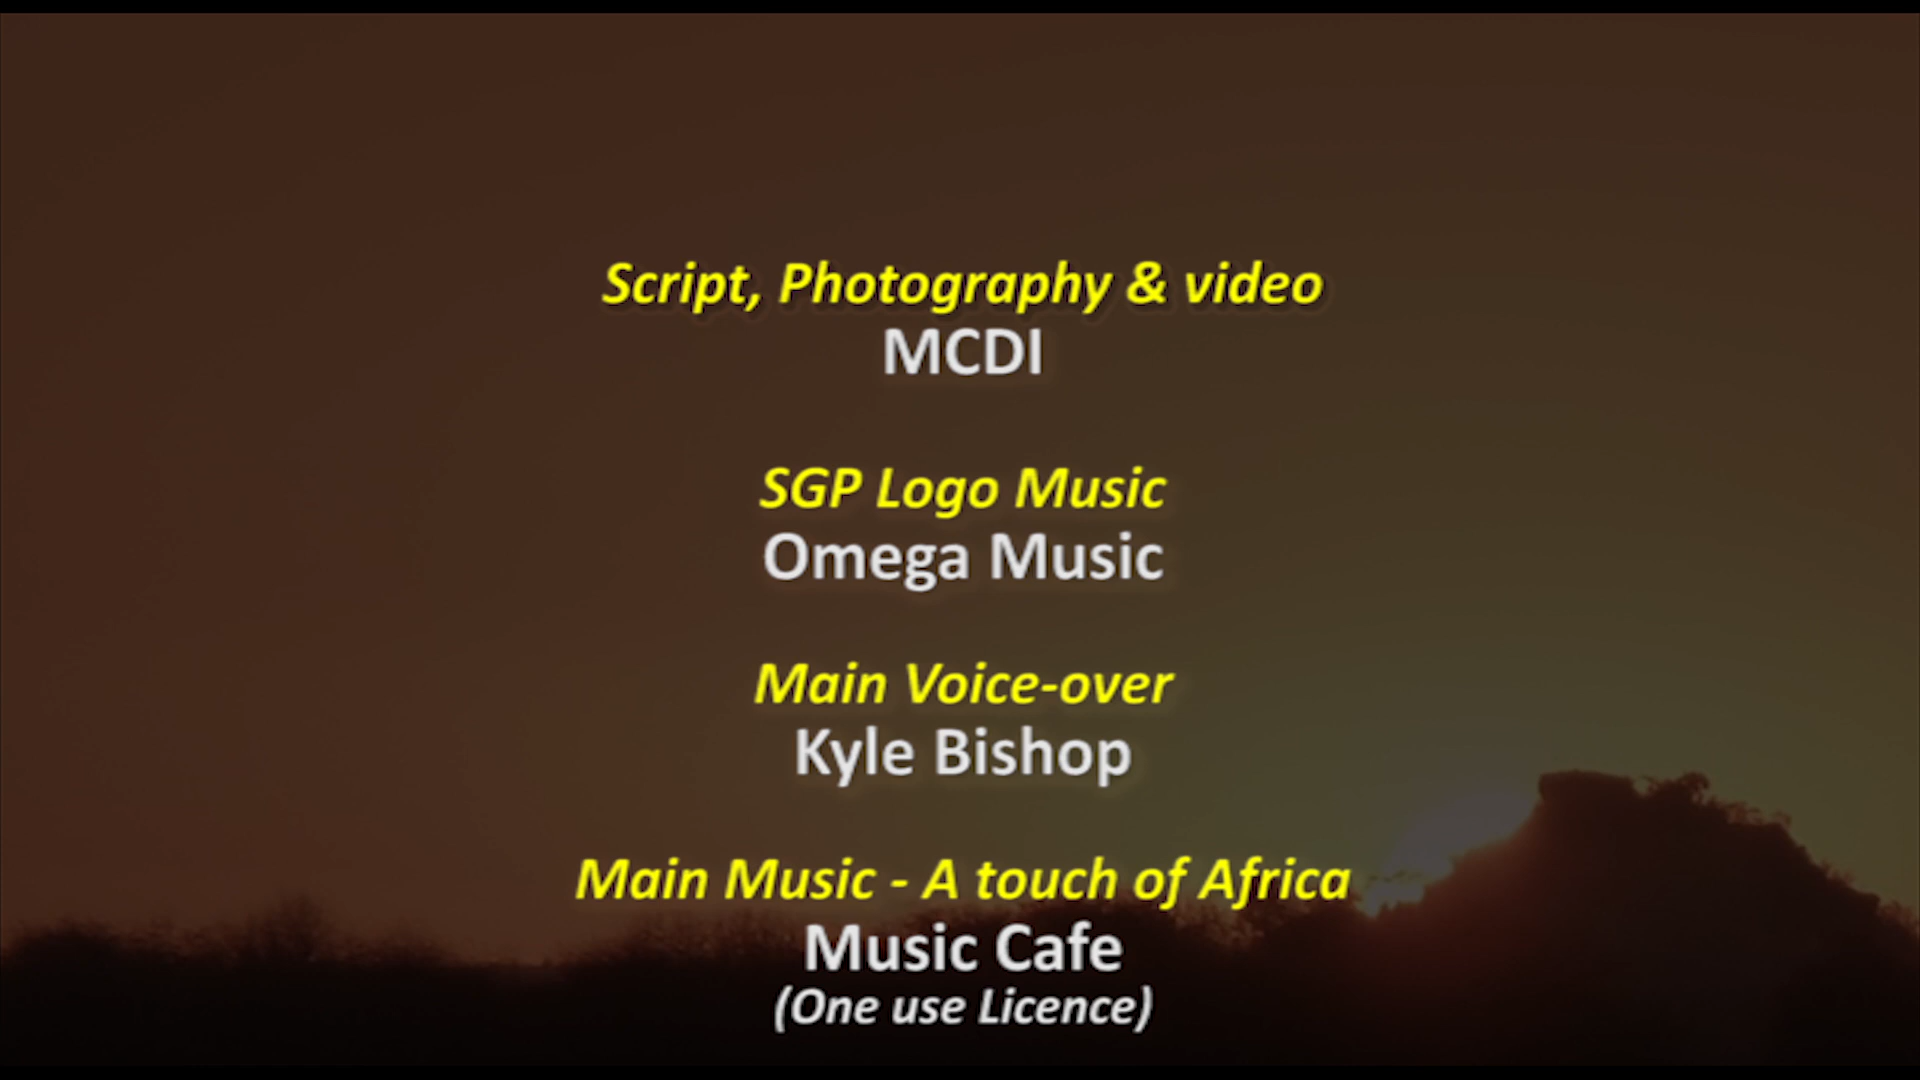 Script, Photography & video
MCDI
SGP Logo Music
Omega Music
Main Voice-over
Kyle Bishop
Main Music - A touch of Africa
Music Cafe
(One use Licence)